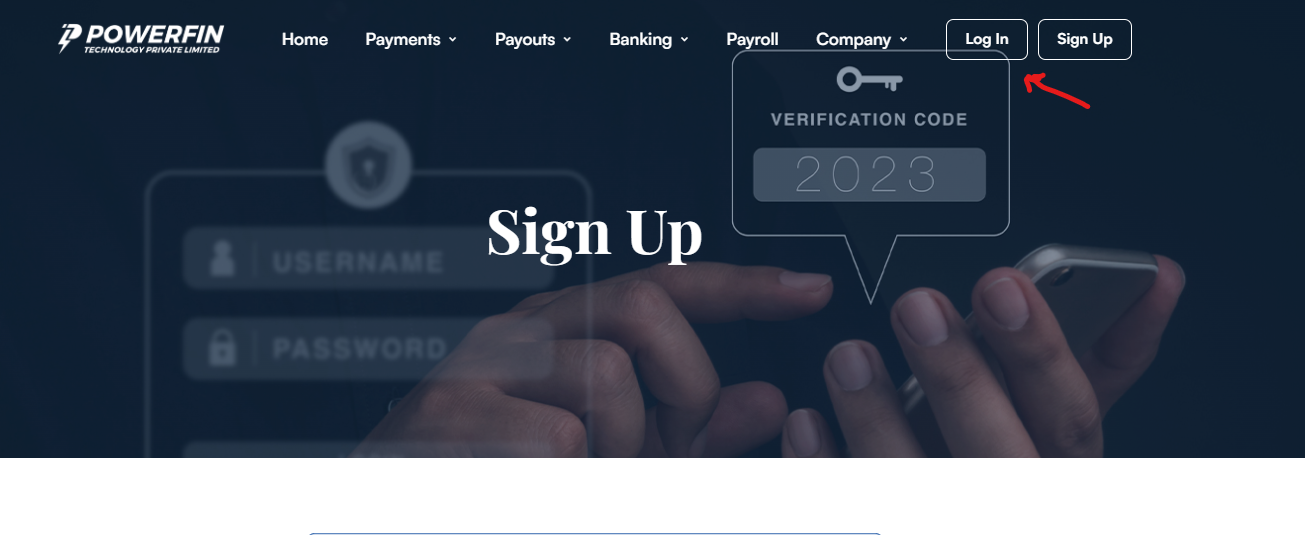 POWERFIN
TECHNOLOGY PRIVATE LIMITED
Home Payments Payouts Banking Payroll Company Log In Sign Up
VERIFICATION CODE
2023
Sign Up
USERNAME
PASSWORD